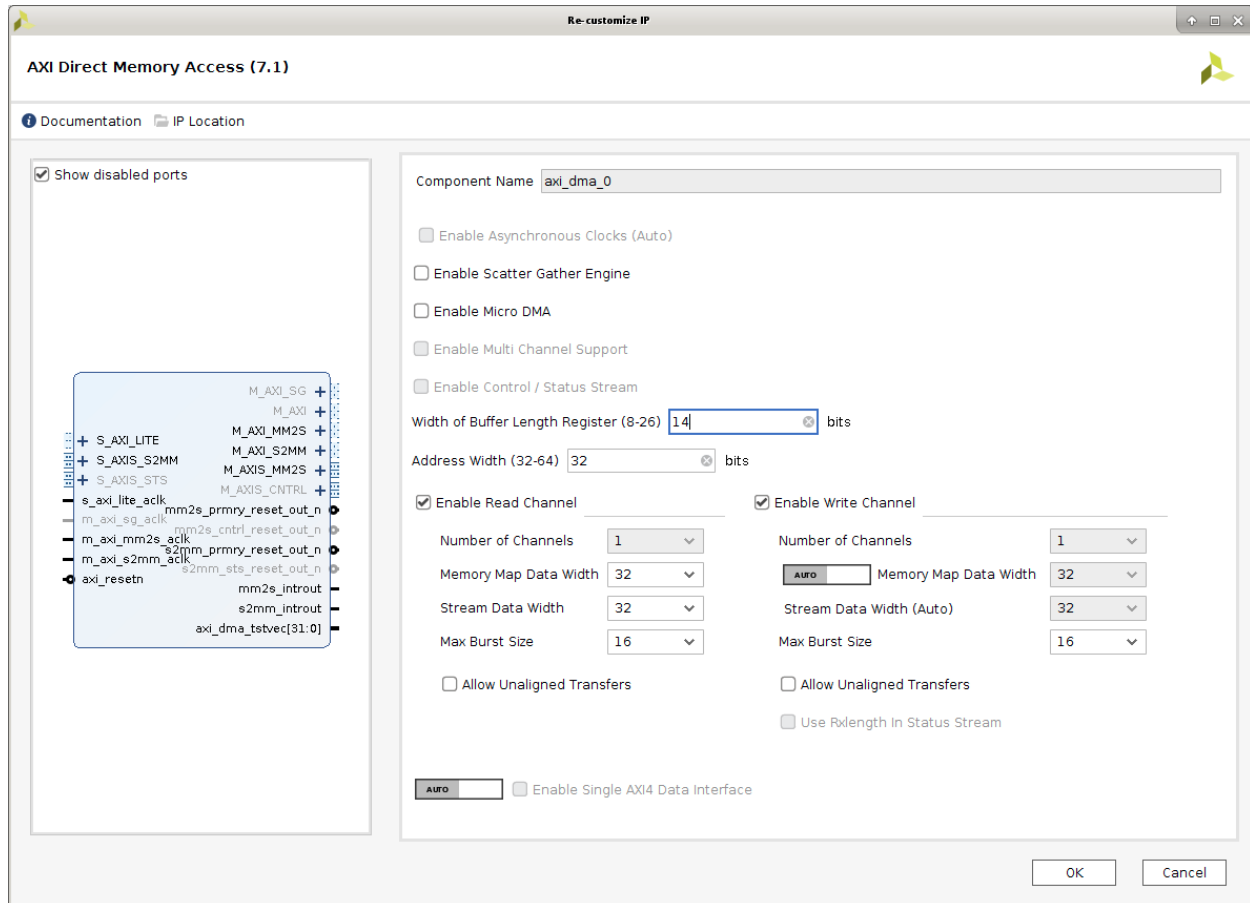 Re-customize IP
AXI Direct Memory Access (7.1)
Documentation IP Location
Show disabled ports
M_AXI_SG
M_AXI
M_AXI_MM2S
S_AXI_LITE
M_AXI_S2MM
S_AXIS_S2MM
M_AXIS_MM2S
S_AXIS_STS
M_AXIS_CNTRL
s_axi_lite_aclk
mm2s_prmry_reset_out_n
m_axi_sg_aclk
mm2s_cntrl_reset_out_n
m_axi_mm2s_aclk
s2mm_prmry_reset_out_n
m_axi_s2mm_aclk
s2mm_sts_reset_out_n
axi_resetn
mm2s_introut
s2mm_introut
axi_dma_tstvec[31:0]
Component Name axi_dma_0
Enable Asynchronous Clocks (Auto)
Enable Scatter Gather Engine
Enable Micro DMA
Enable Multi Channel Support
Enable Control / Status Stream
Width of Buffer Length Register (8-26) 14 bits
Address Width (32-64) 32 bits
Enable Read Channel
Number of Channels 1
Memory Map Data Width 32
Stream Data Width 32
Max Burst Size 16
Allow Unaligned Transfers
Enable Write Channel
Number of Channels 1
AUTO Memory Map Data Width 32
Stream Data Width (Auto) 32
Max Burst Size 16
Allow Unaligned Transfers
Use Rxlength In Status Stream
AUTO Enable Single AXI4 Data Interface
OK Cancel